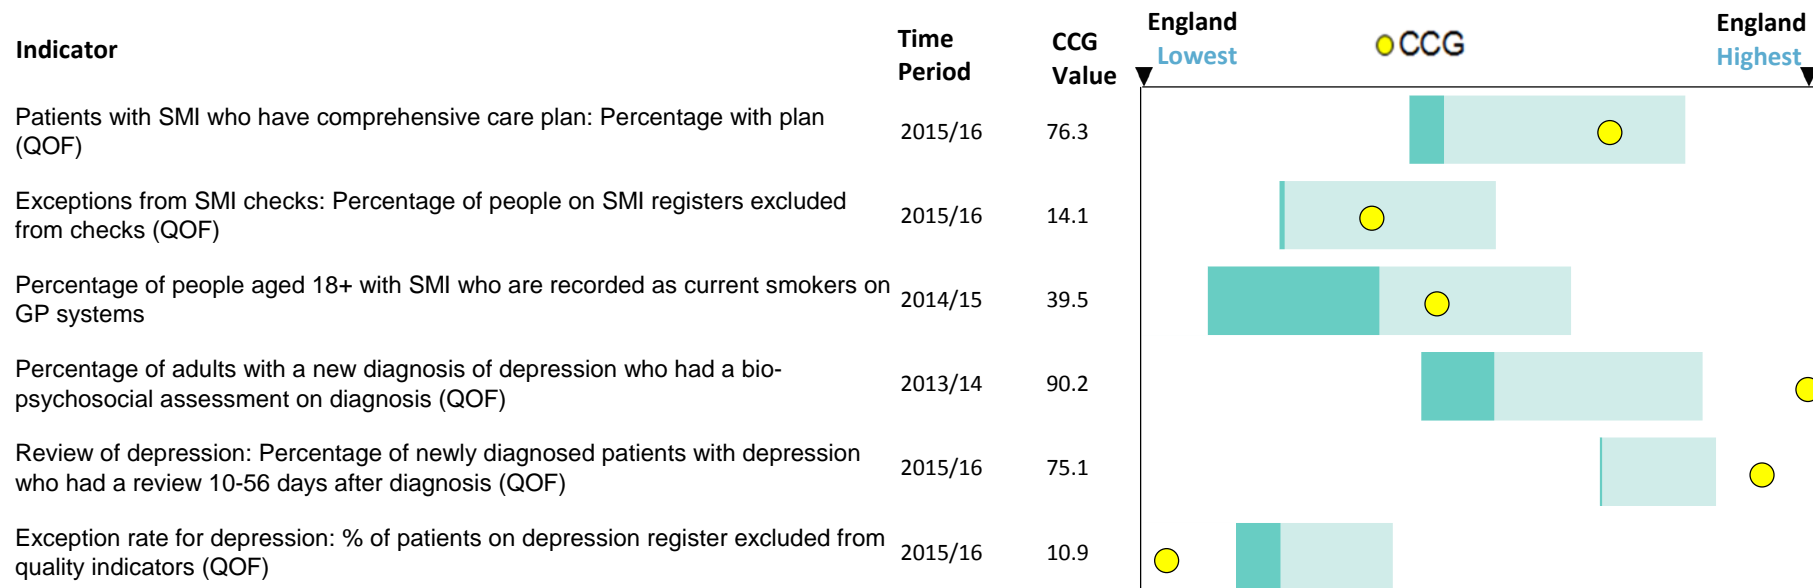 Indicator
Time
Period
CCG
Value
England
Lowest
CCG
England
Highest
Patients with SMI who have comprehensive care plan: Percentage with plan
(QOF)
2015/16
76.3
Exceptions from SMI checks: Percentage of people on SMI registers excluded
from checks (QOF)
2015/16
14.1
Percentage of people aged 18+ with SMI who are recorded as current smokers on
GP systems
2014/15
39.5
Percentage of adults with a new diagnosis of depression who had a bio-
psychosocial assessment on diagnosis (QOF)
2013/14
90.2
Review of depression: Percentage of newly diagnosed patients with depression
who had a review 10-56 days after diagnosis (QOF)
2015/16
75.1
Exception rate for depression: % of patients on depression register excluded from
quality indicators (QOF)
2015/16
10.9